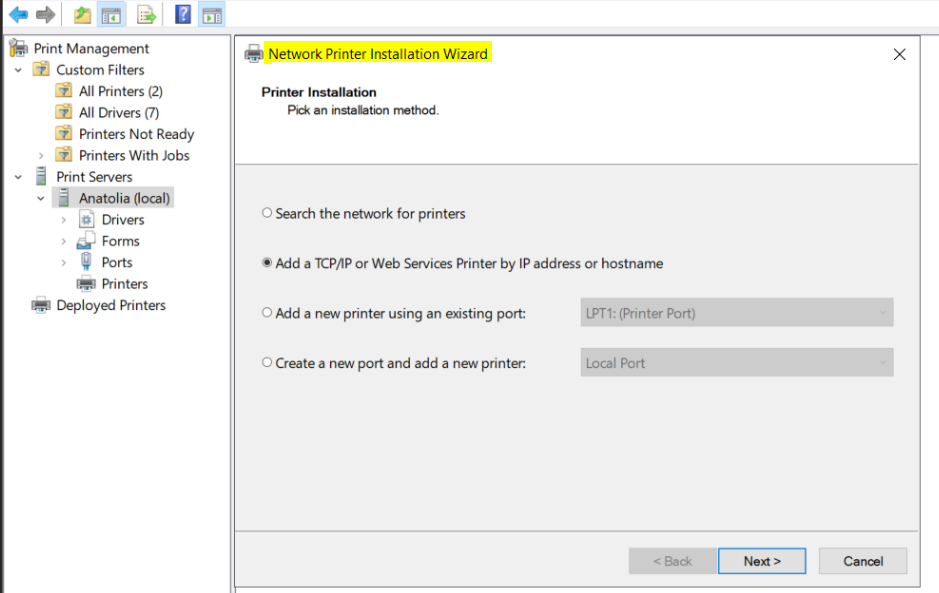 Print Management
Custom Filters
All Printers (2)
All Drivers (7)
Printers Not Ready
Printers With Jobs
Print Servers
Anatolia (local)
Drivers
Forms
Ports
Printers
Deployed Printers
Network Printer Installation Wizard
Printer Installation
Pick an installation method.
Search the network for printers
Add a TCP/IP or Web Services Printer by IP address or hostname
Add a new printer using an existing port: LPT1: (Printer Port)
Create a new port and add a new printer: Local Port
< Back Next > Cancel